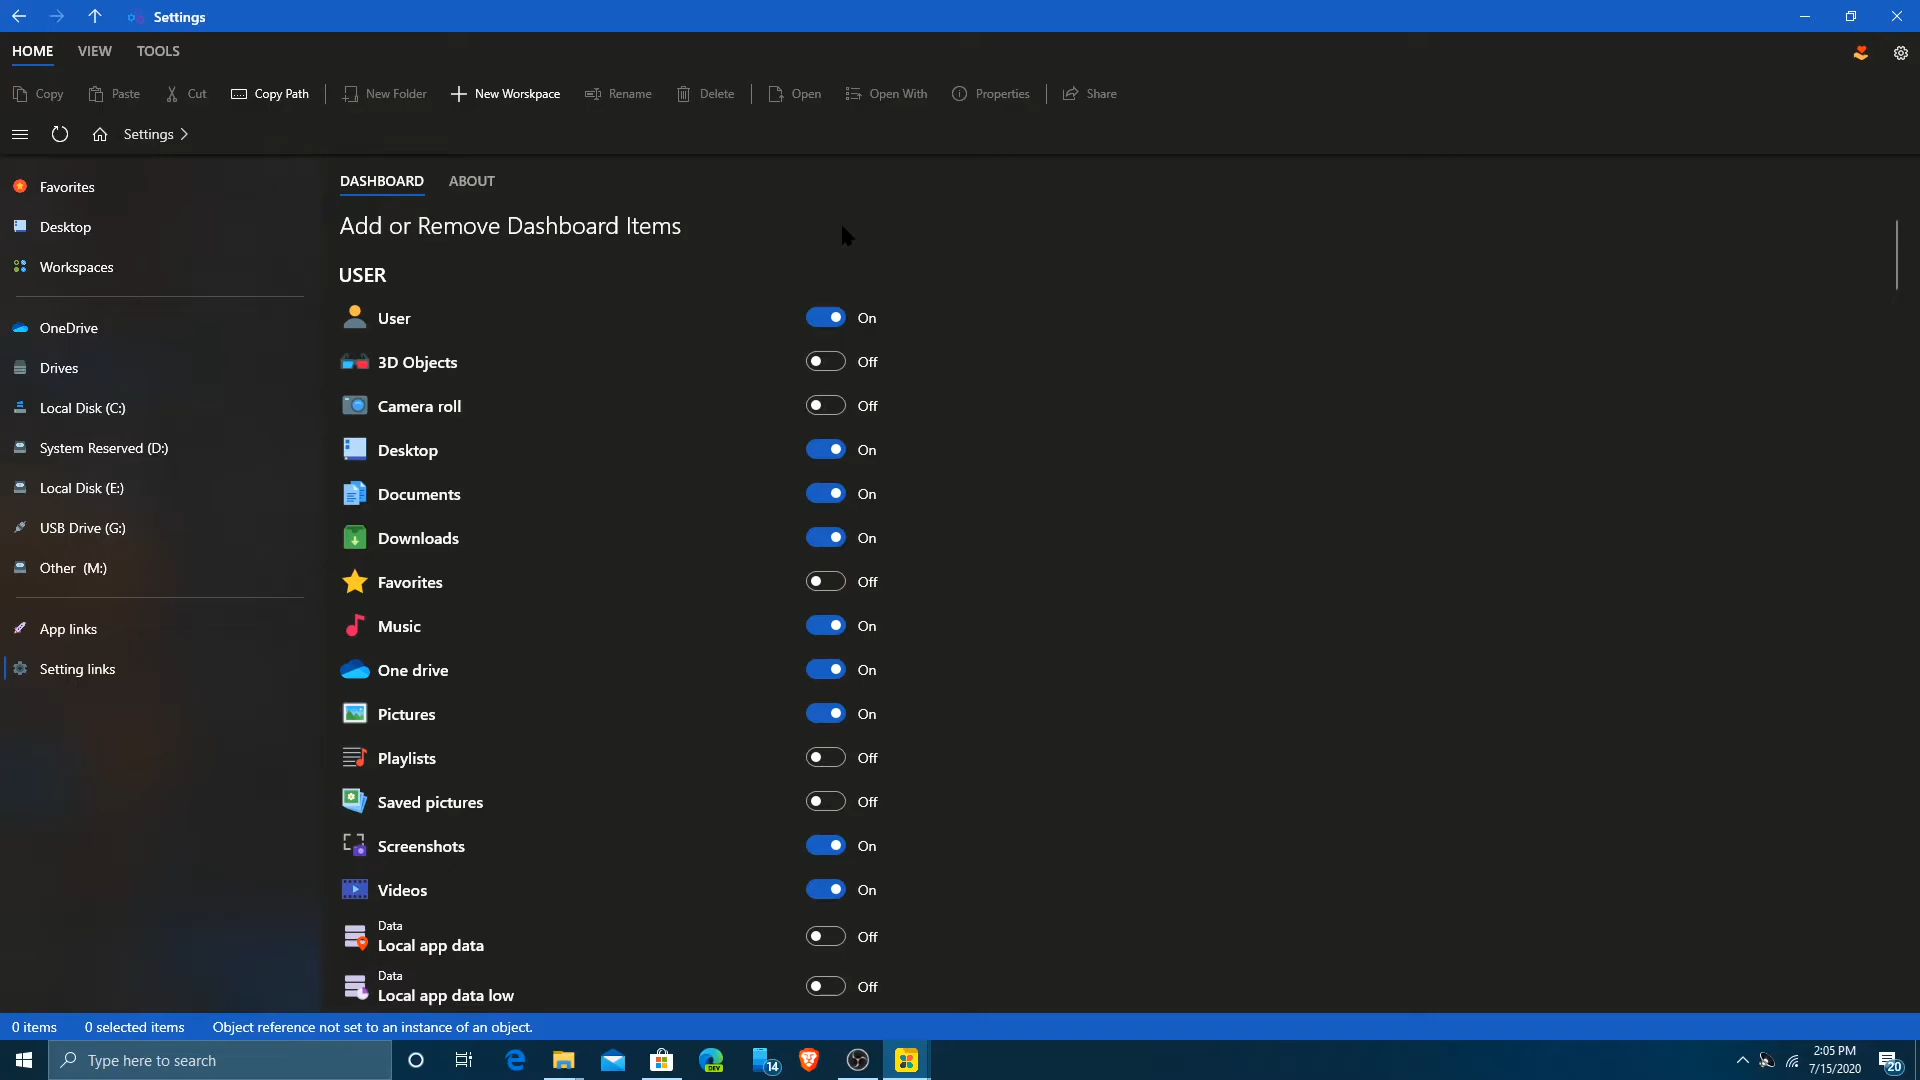 Settings
HOME VIEW TOOLS
Copy Paste Cut Copy Path New Folder New Worskpace Rename Delete Open Open With Properties Share
Settings
Favorites
Desktop
Workspaces
OneDrive
Drives
Local Disk (C:)
System Reserved (D:)
Local Disk (E:)
USB Drive (G:)
Other (M:)
App links
Setting links
DASHBOARD ABOUT
Add or Remove Dashboard Items
USER
User On
3D Objects Off
Camera roll Off
Desktop On
Documents On
Downloads On
Favorites Off
Music On
One drive On
Pictures On
Playlists Off
Saved pictures Off
Screenshots On
Videos On
Data
Local app data Off
Data
Local app data low Off
0 items 0 selected items Object reference not set to an instance of an object.
Type here to search
DEV
14
2:05 PM
7/15/2020
20